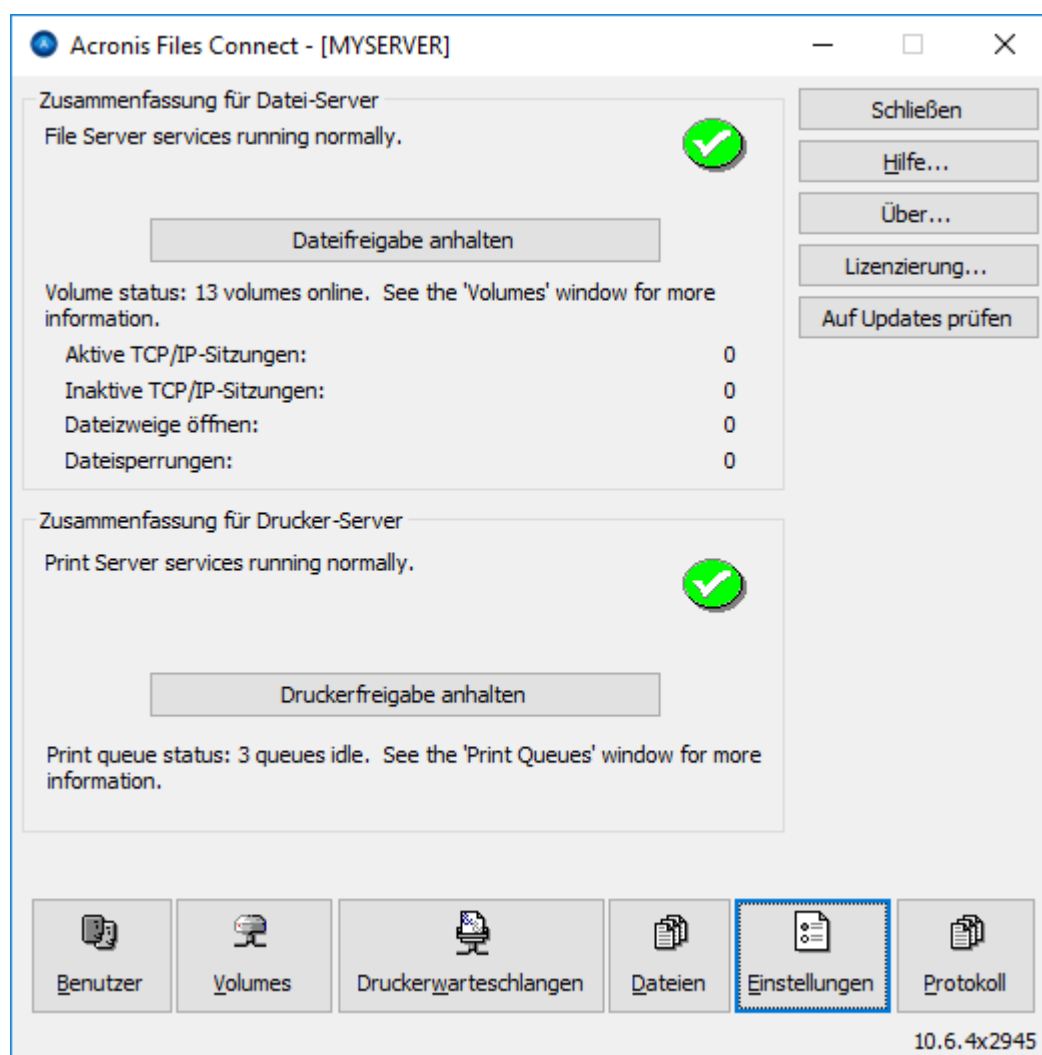 Acronis Files Connect - [MYSERVER]
Zusammenfassung für Datei-Server
File Server services running normally.
Dateifreigabe anhalten
Volume status: 13 volumes online. See the 'Volumes' window for more
information.
Aktive TCP/IP-Sitzungen: 0
Inaktive TCP/IP-Sitzungen: 0
Dateizweige öffnen: 0
Dateisperrungen: 0
Schließen
Hilfe...
Über...
Lizenzierung...
Auf Updates prüfen
Zusammenfassung für Drucker-Server
Print Server services running normally.
Druckerfreigabe anhalten
Print queue status: 3 queues idle. See the 'Print Queues' window for more
information.
Benutzer
Volumes
Druckerwarteschlangen
Dateien
Einstellungen
Protokoll
10.6.4x2945